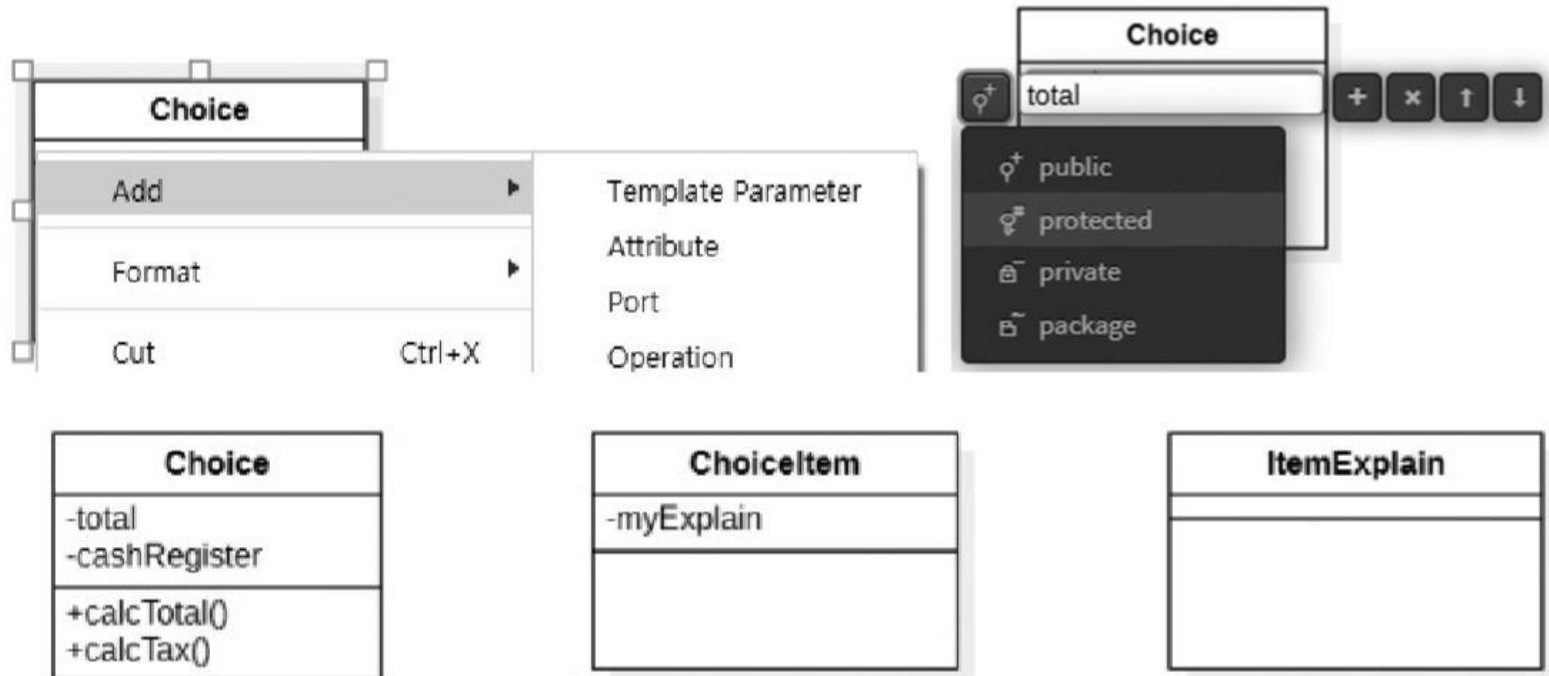 Choice
Add
Format
Cut Ctrl+X
Template Parameter
Attribute
Port
Operation
Choice
total
public
protected
private
package
Choice
-total
-cashRegister
+calcTotal()
+calcTax()
ChoiceItem
-myExplain
ItemExplain